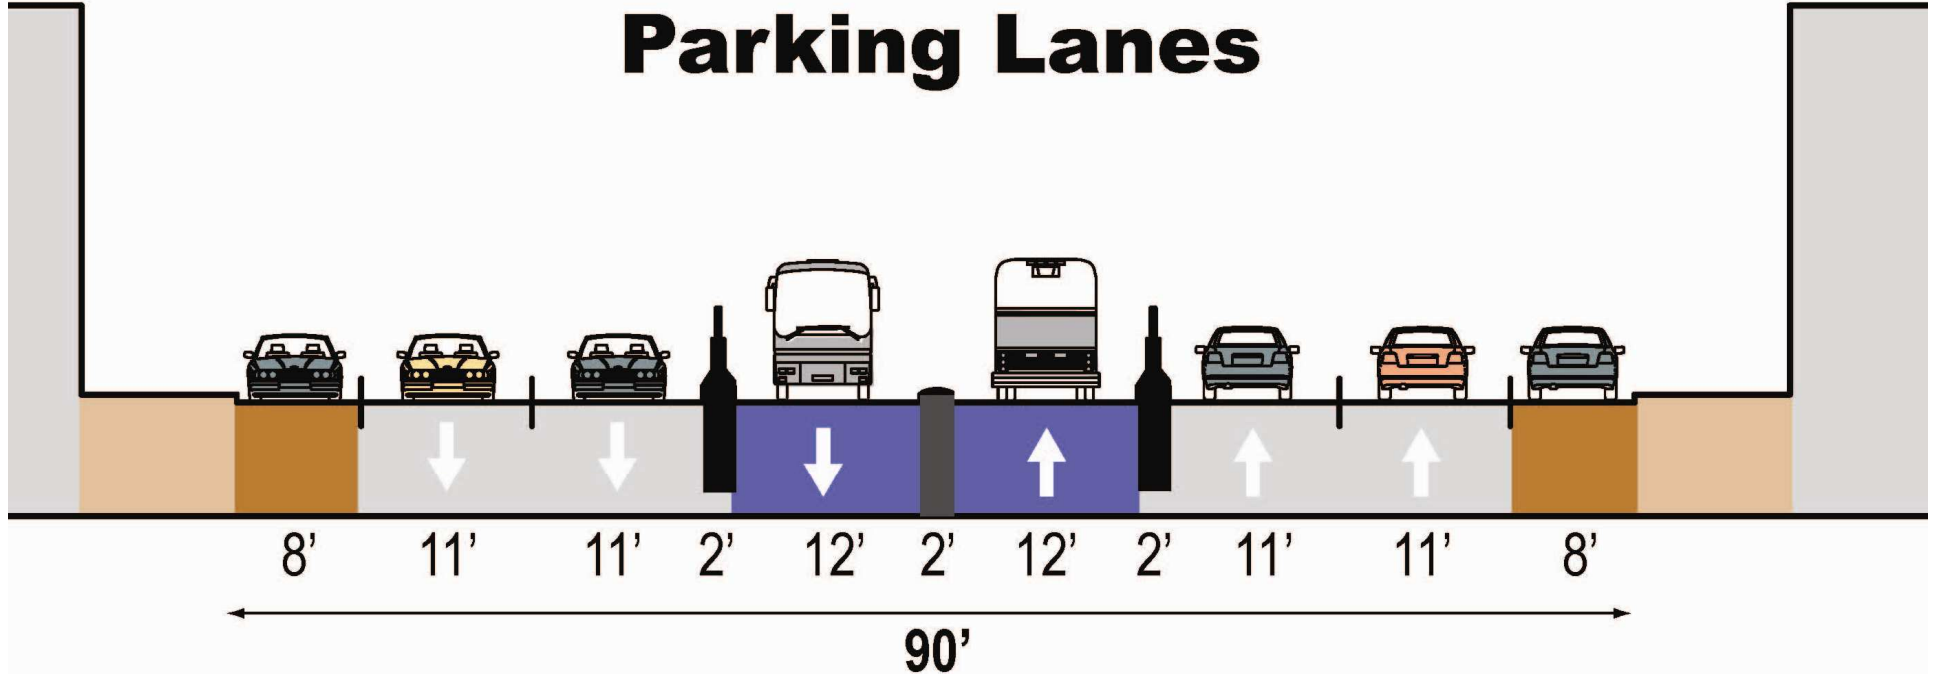 Parking Lanes
8’ 11’ 11’ 2’ 12’ 2’ 12’ 2’ 11’ 11’ 8’
90’